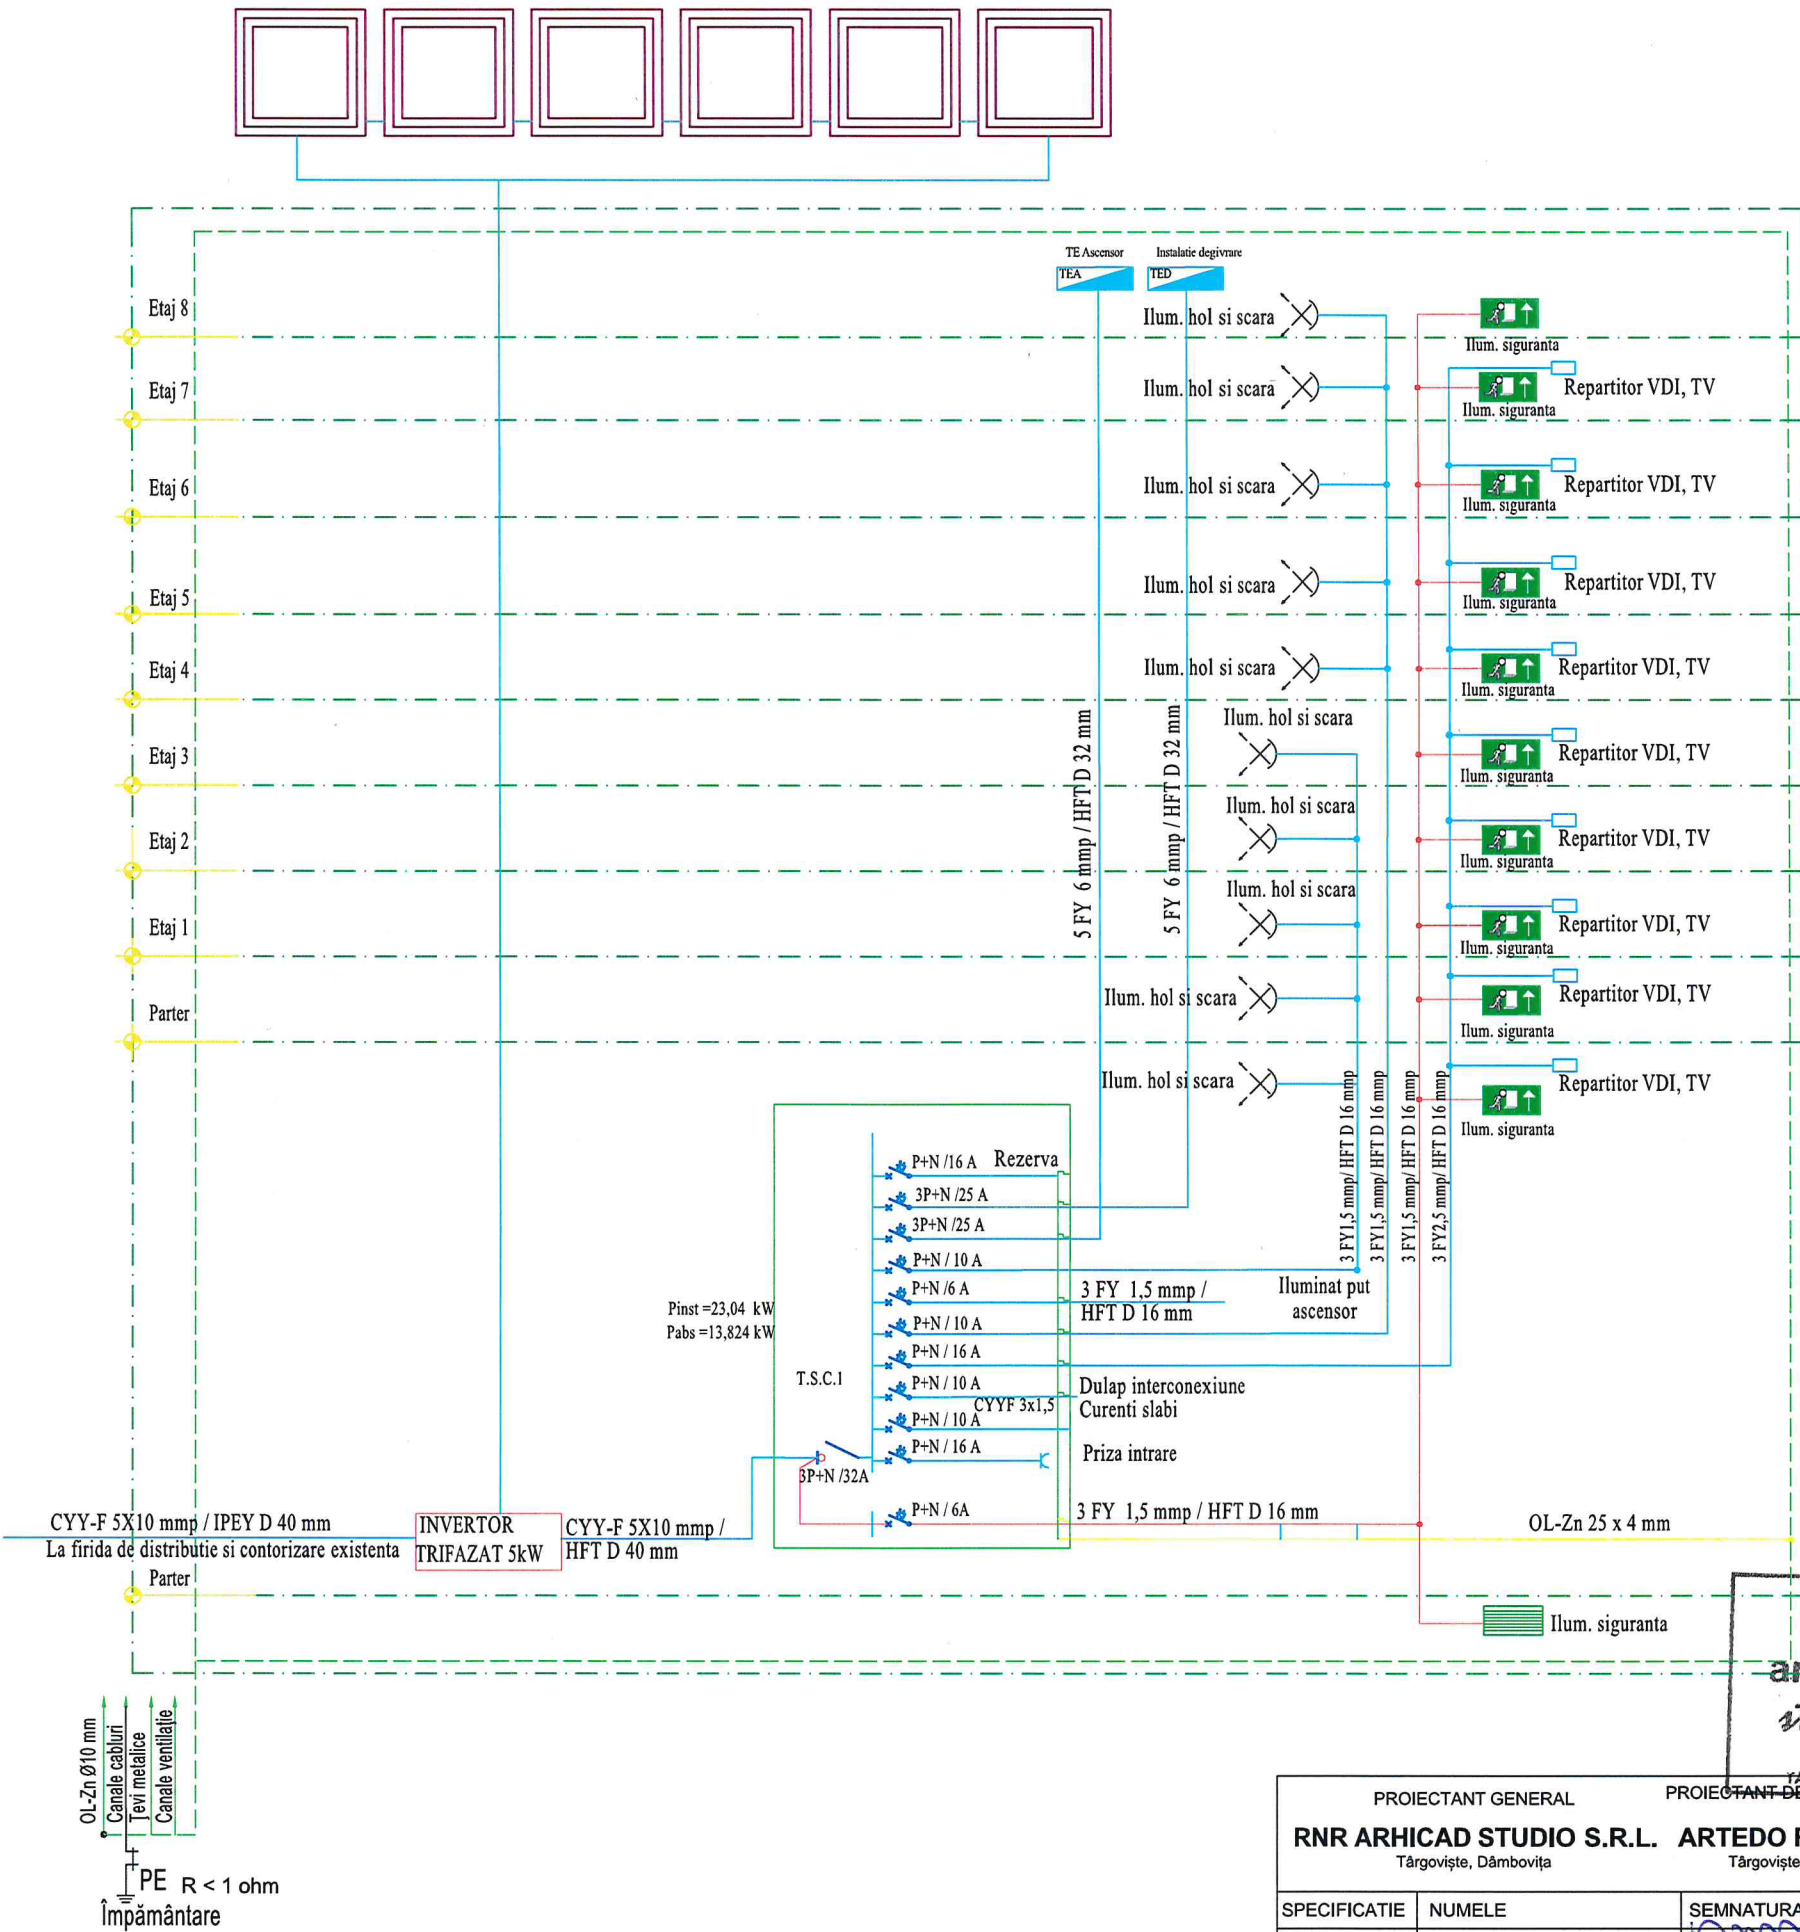 TE Ascensor
Instalatie degivrare
TEA
TED
Etaj 8
Ilum. hol si scara
Ilum. siguranta
Etaj 7
Ilum. hol si scara
Repartitor VDI, TV
Ilum. siguranta
Etaj 6
Ilum. hol si scara
Repartitor VDI, TV
Ilum. siguranta
Etaj 5
Ilum. hol si scara
Repartitor VDI, TV
Ilum. siguranta
Etaj 4
Ilum. hol si scara
Repartitor VDI, TV
Ilum. siguranta
5 FY 6 mmp / HFT D 32 mm
5 FY 6 mmp / HFT D 32 mm
Etaj 3
Ilum. hol si scara
Repartitor VDI, TV
Ilum. siguranta
Etaj 2
Ilum. hol si scara
Repartitor VDI, TV
Ilum. siguranta
Etaj 1
Ilum. hol si scara
Repartitor VDI, TV
Ilum. siguranta
Parter
Ilum. hol si scara
Repartitor VDI, TV
Ilum. siguranta
Ilum. hol si scara
Repartitor VDI, TV
Ilum. siguranta
3 FY1,5 mmp/ HFT D 16 mmp
3 FY1,5 mmp/ HFT D 16 mmp
3 FY1,5 mmp/ HFT D 16 mmp
3 FY2,5 mmp/ HFT D 16 mmp
P+N /16 A Rezerva
3P+N /25 A
3P+N /25 A
P+N / 10 A
P+N /6 A
3 FY 1,5 mmp /
HFT D 16 mm
Iluminat put
ascensor
Pinst =23,04 kW
Pabs =13,824 kW
P+N / 10 A
P+N / 16 A
T.S.C.1
P+N / 10 A
CYYF 3x1,5
Dulap interconexiune
Curenti slabi
P+N / 10 A
P+N / 16 A
Priza intrare
3P+N /32A
P+N / 6A
3 FY 1,5 mmp / HFT D 16 mm
OL-Zn 25 x 4 mm
CYY-F 5X10 mmp / IPEY D 40 mm
La firida de distributie si contorizare existenta
INVERTOR
TRIFAZAT 5kW
CYY-F 5X10 mmp /
HFT D 40 mm
Parter
Ilum. siguranta
OL-Zn Ø10 mm
Canale cabluri
Țevi metalice
Canale ventilație
PE R < 1 ohm
Împământare
PROIECTANT GENERAL
RNR ARHICAD STUDIO S.R.L.
Târgoviște, Dâmbovița
PROIECTANT DE
ARTEDO
Târgoviște
SPECIFICATIE
NUMELE
SEMNATURA